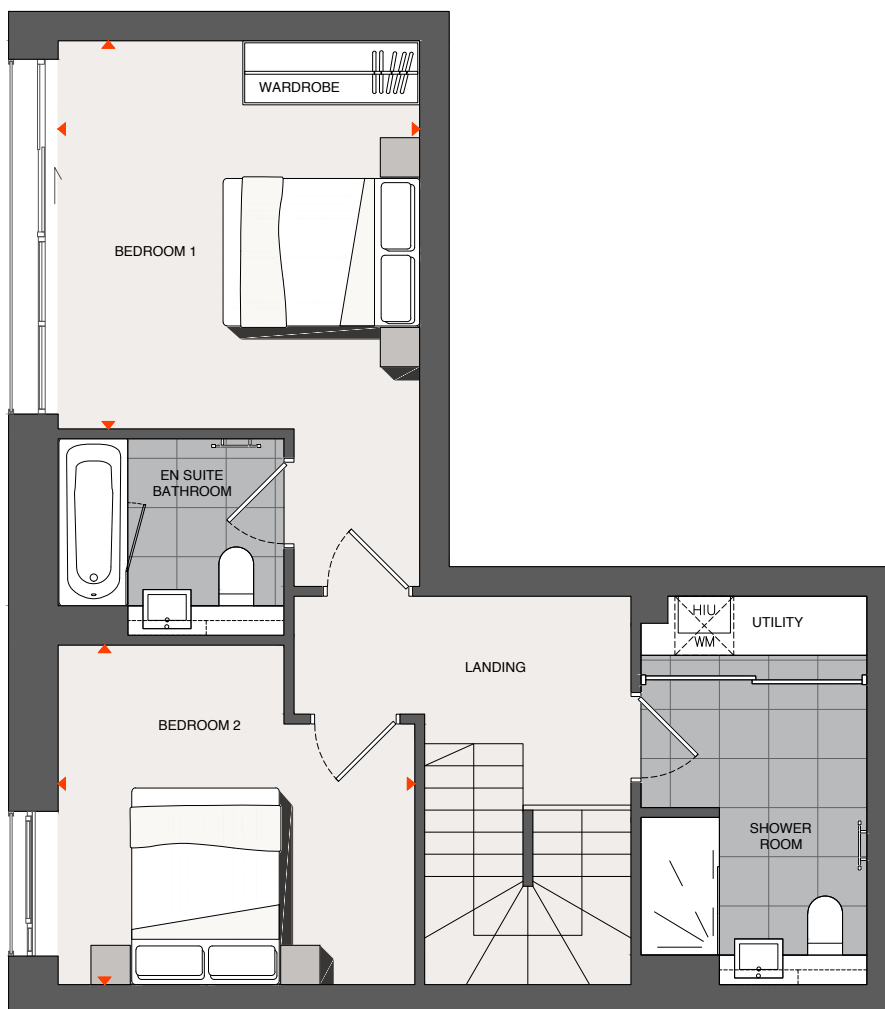 WARDROBE
BEDROOM 1
EN SUITE
BATHROOM
HIU
UTILITY
WM
LANDING
BEDROOM 2
SHOWER
ROOM